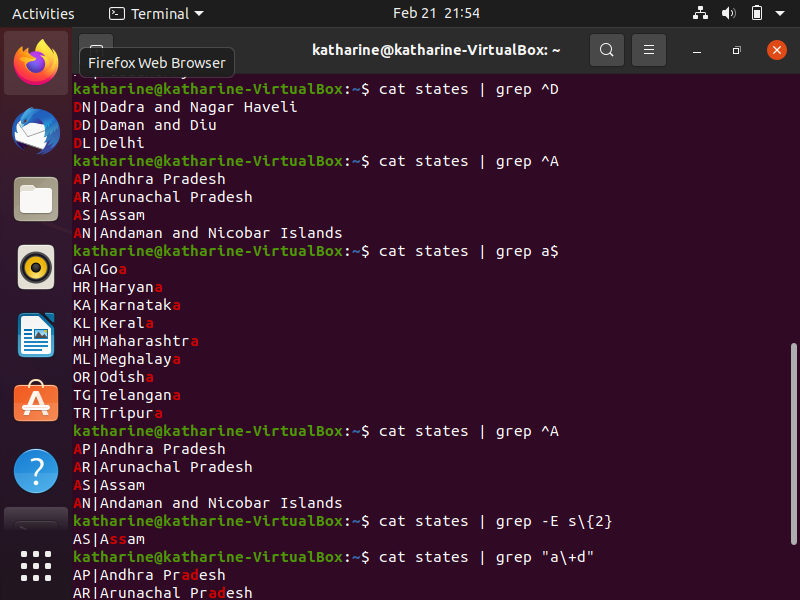 Activities
Terminal
Feb 21 21:54
katharine@katharine-VirtualBox: ~
Firefox Web Browser
katharine@katharine-VirtualBox:~$ cat states | grep ^D
DN|Dadra and Nagar Haveli
DD|Daman and Diu
DL|Delhi
katharine@katharine-VirtualBox:~$ cat states | grep ^A
AP|Andhra Pradesh
AR|Arunachal Pradesh
AS|Assam
AN|Andaman and Nicobar Islands
katharine@katharine-VirtualBox:~$ cat states | grep a$
GA|Goa
HR|Haryana
KA|Karnataka
KL|Kerala
MH|Maharashtra
ML|Meghalaya
OR|Odisha
TG|Telangana
TR|Tripura
katharine@katharine-VirtualBox:~$ cat states | grep ^A
AP|Andhra Pradesh
AR|Arunachal Pradesh
AS|Assam
AN|Andaman and Nicobar Islands
katharine@katharine-VirtualBox:~$ cat states | grep -E s\{2}
AS|Assam
katharine@katharine-VirtualBox:~$ cat states | grep "a\+d"
AP|Andhra Pradesh
AR|Arunachal Pradesh